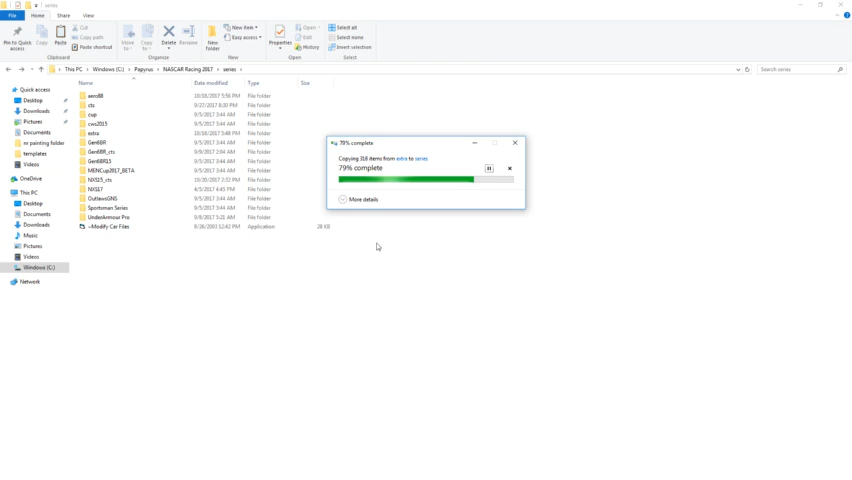 series
File Home Share View
Pin to Quick access
Copy
Paste
Cut
Copy path
Paste shortcut
Clipboard
Move to
Copy to
Delete
Rename
Organize
New folder
New item
Easy access
New
Properties
Open
Edit
History
Open
Select all
Select none
Invert selection
Select
This PC > Windows (C:) > Papyrus > NASCAR Racing 2017 > series >
Search series
Name Date modified Type Size
Quick access
Desktop
Downloads
Pictures
Documents
nr painting folder
templates
Videos
OneDrive
This PC
Desktop
Documents
Downloads
Music
Pictures
Videos
Windows (C:)
Network
aero88 10/18/2017 5:56 PM File folder
cts 9/27/2017 8:20 PM File folder
cup 9/5/2017 3:44 AM File folder
cws2015 9/5/2017 3:44 AM File folder
extra 10/18/2017 3:48 PM File folder
Gen6BR 9/5/2017 3:44 AM File folder
Gen6BR_cts 9/9/2017 2:04 AM File folder
Gen6BR15 9/5/2017 3:44 AM File folder
MENCup2017_BETA 9/5/2017 3:44 AM File folder
NXS15_cts 10/20/2017 2:32 PM File folder
NXS17 4/5/2017 4:45 PM File folder
OutlawsGNS 9/5/2017 3:44 AM File folder
Sportsman Series 9/5/2017 3:44 AM File folder
UnderArmour Pro 9/8/2017 3:21 AM File folder
~Modify Car Files 8/26/2003 12:42 PM Application 28 KB
79% complete
Copying 318 items from extra to series
79% complete
More details